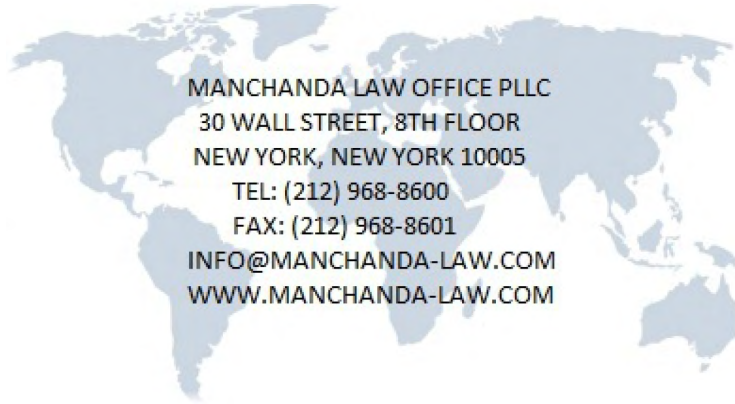 MANCHANDA LAW OFFICE PLLC
30 WALL STREET, 8TH FLOOR
NEW YORK, NEW YORK 10005
TEL: (212) 968-8600
FAX: (212) 968-8601
INFO@MANCHANDA-LAW.COM
WWW.MANCHANDA-LAW.COM